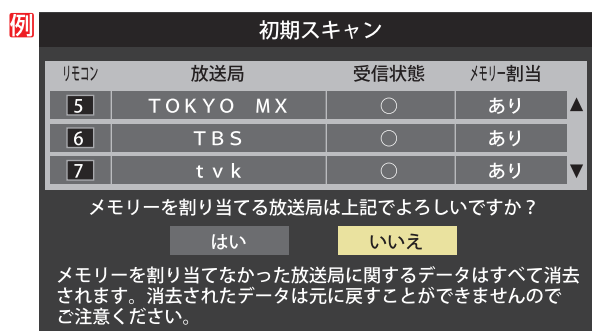 例
初期スキャン
リモコン 放送局 受信状態 メモリー割当
5 TOKYO MX ○ あり ▲
6 TBS ○ あり
7 tvk ○ あり ▼
メモリーを割り当てる放送局は上記でよろしいですか？
はい いいえ
メモリーを割り当てなかった放送局に関するデータはすべて消去
されます。消去されたデータは元に戻すことができませんので
ご注意ください。